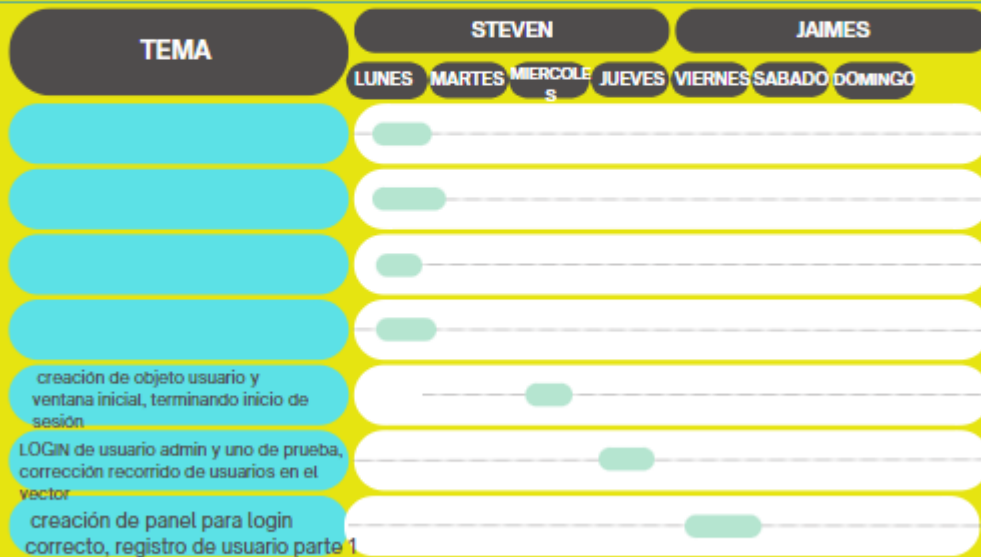 TEMA
STEVEN
JAIMES
LUNES
MARTES
MIERCOLE
S
JUEVES
VIERNES
SABADO
DOMINGO
creación de objeto usuario y
ventana inicial, terminando inicio de
sesión
LOGIN de usuario admin y uno de prueba,
corrección recorrido de usuarios en el
vector
creación de panel para login
correcto, registro de usuario parte 1